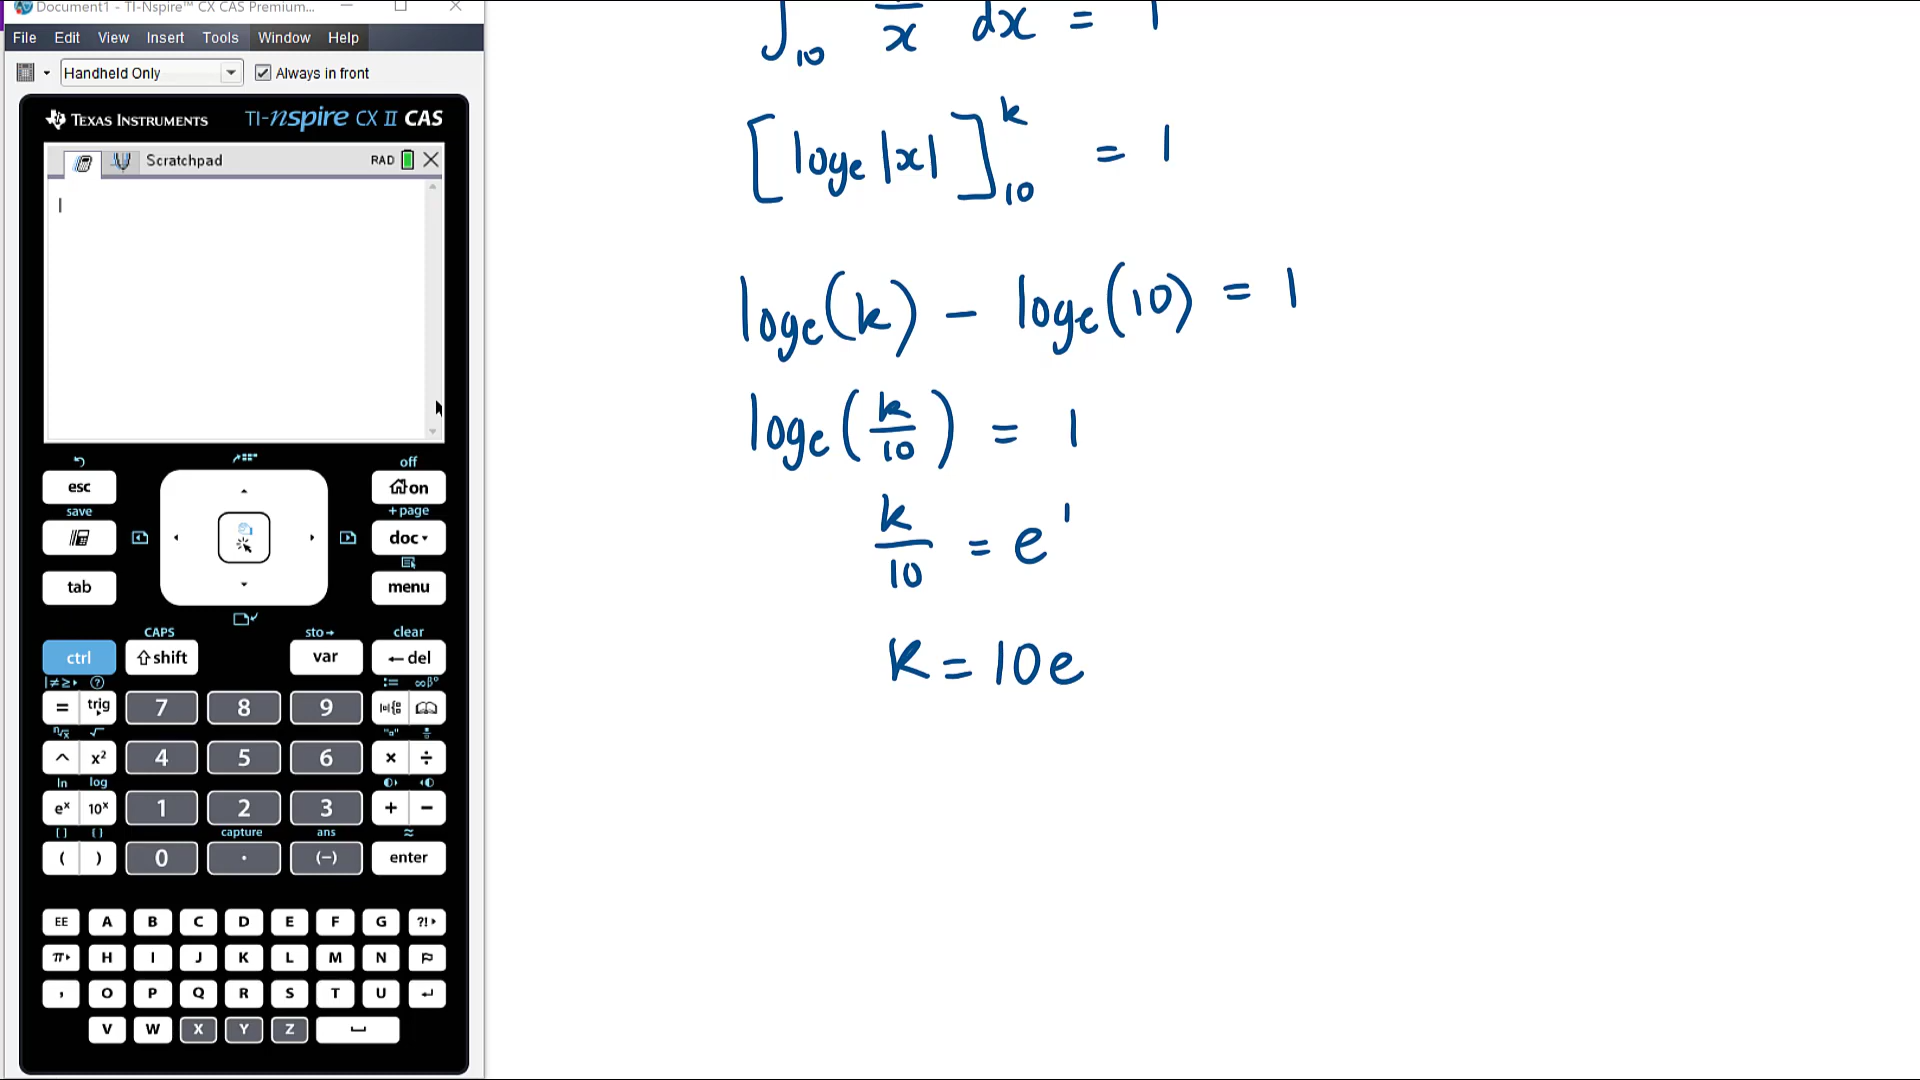 Document1 - TI-Nspire™ CX CAS Premium...
File Edit View Insert Tools Window Help
Handheld Only Always in front
TEXAS INSTRUMENTS TI-nspire CX II CAS
Scratchpad RAD
off
esc on
save + page
doc
tab menu
CAPS sto→ clear
ctrl ⇧shift var ←del
|≠≥▸ ? := ∞β°
= trig 7 8 9
ⁿ√x √
^ x² 4 5 6 × ÷
ln log
eˣ 10ˣ 1 2 3 + −
[ ] { } capture ans ≈
( ) 0 . (−) enter
EE A B C D E F G ?!▸
π▸ H I J K L M N
, O P Q R S T U ↵
V W X Y Z
∫₁₀ x dx = 1
[logₑ|x|]₁₀ᵏ = 1
logₑ(k) − logₑ(10) = 1
logₑ(k/10) = 1
k/10 = e¹
k = 10e